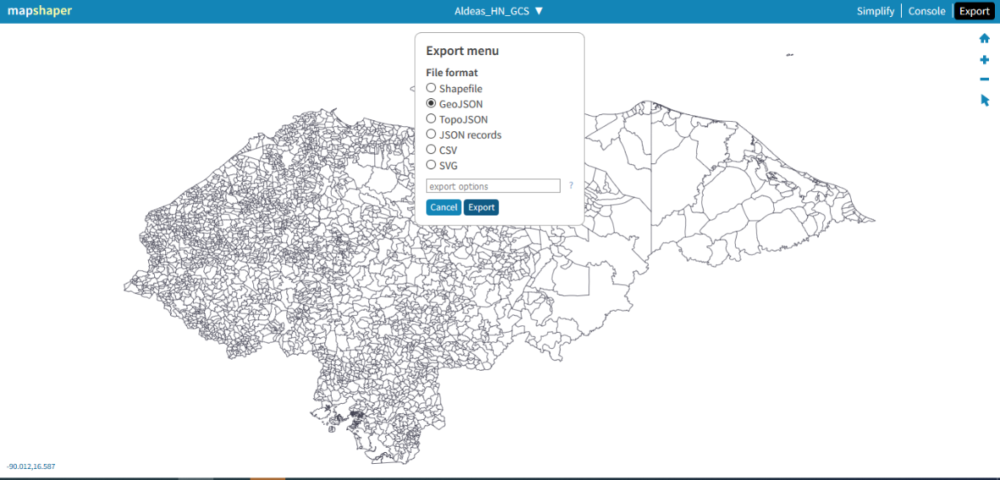 mapshaper
Aldeas_HN_GCS ▼
Simplify
Console
Export
Export menu
File format
Shapefile
GeoJSON
TopoJSON
JSON records
CSV
SVG
export options
?
Cancel
Export
-90.012,16.587